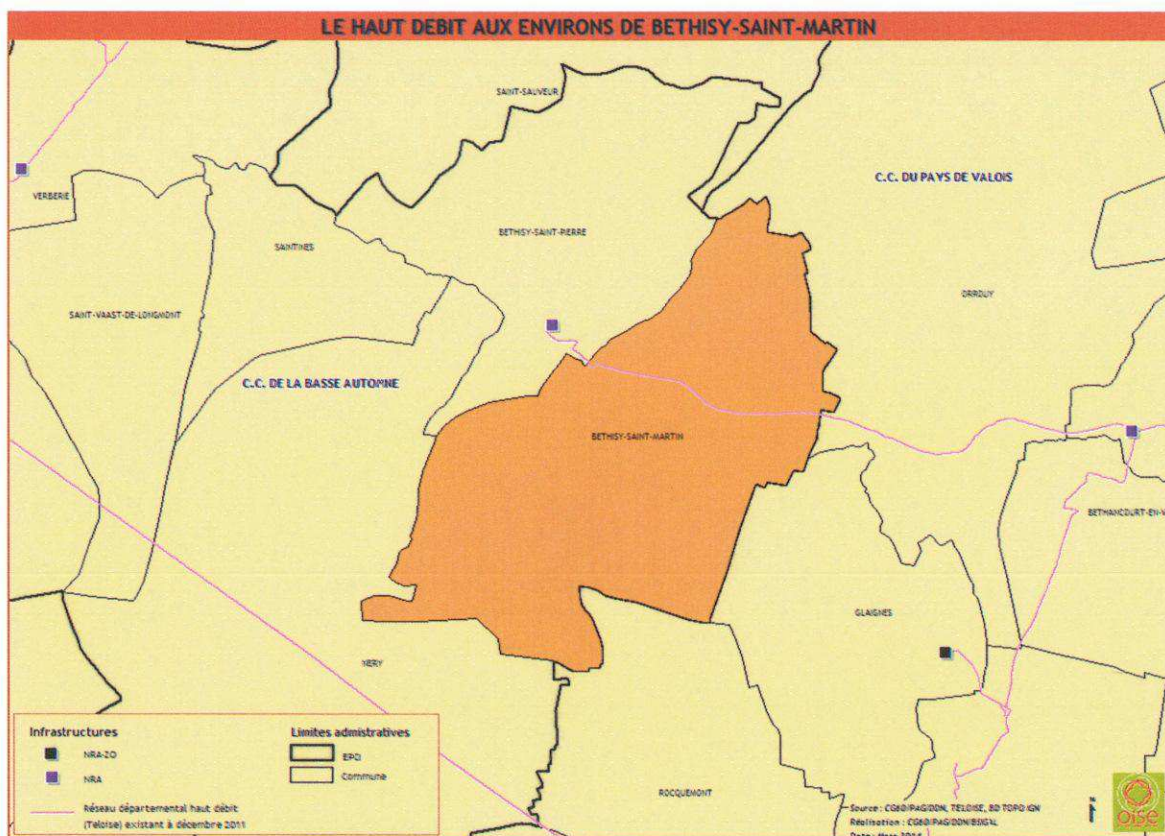 LE HAUT DEBIT AUX ENVIRONS DE BETHISY-SAINT-MARTIN
SAINT-SAUVEUR
VERBERIE
C.C. DU PAYS DE VALOIS
BETHISY-SAINT-PIERRE
SAINTINES
ORROUY
SAINT-VAAST-DE-LONGMONT
C.C. DE LA BASSE AUTOMNE
BETHISY-SAINT-MARTIN
BETHANCOURT-EN-V
GLAIGNES
NERY
ROCQUEMONT
Infrastructures
NRA-ZO
NRA
Réseau départemental haut débit
(Teloise) existant à décembre 2011
Limites admistratives
EPCI
Commune
Source : CG60/PAG/DDN, TELOISE, BD TOPO IGN
Réalisation : CG60/PAG/DDN/BSIG/L
oise